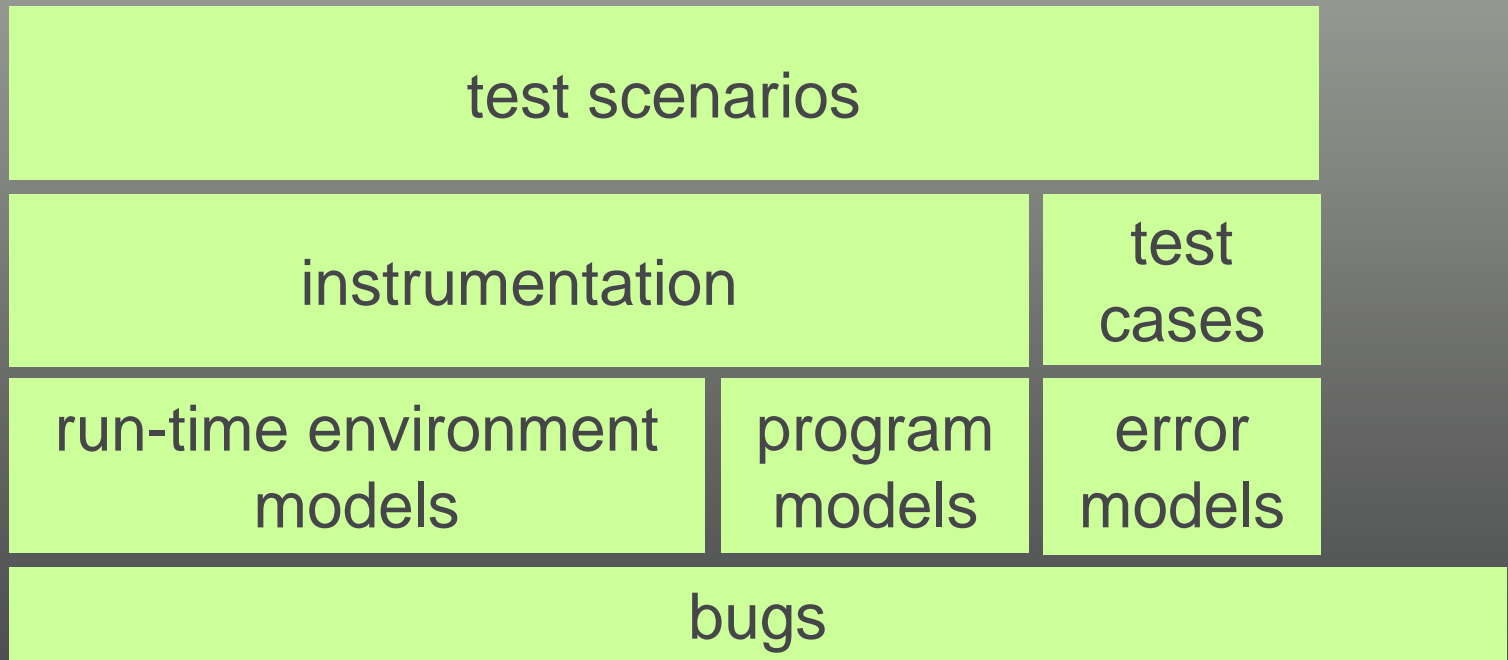 test scenarios
instrumentation
test
cases
run-time environment
models
program
models
error
models
bugs